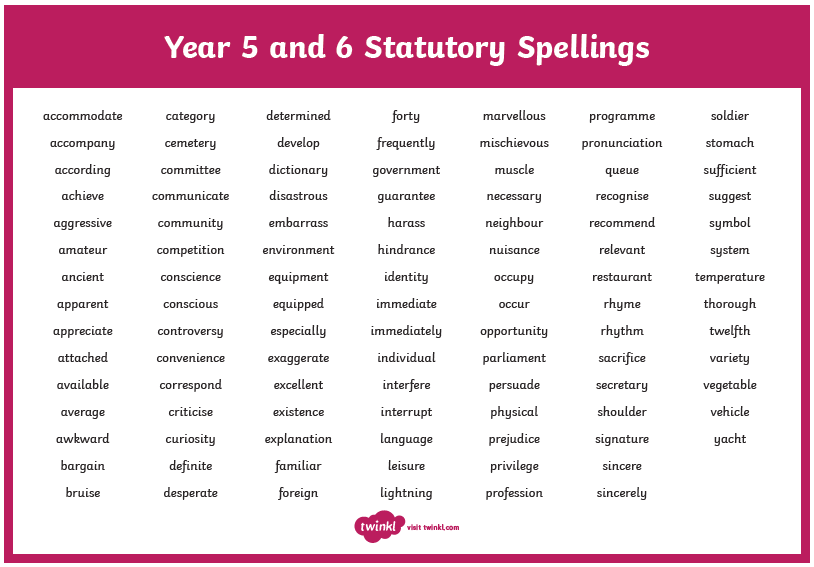 Year 5 and 6 Statutory Spellings
accommodate category determined forty marvellous programme soldier
accompany cemetery develop frequently mischievous pronunciation stomach
according committee dictionary government muscle queue sufficient
achieve communicate disastrous guarantee necessary recognise suggest
aggressive community embarrass harass neighbour recommend symbol
amateur competition environment hindrance nuisance relevant system
ancient conscience equipment identity occupy restaurant temperature
apparent conscious equipped immediate occur rhyme thorough
appreciate controversy especially immediately opportunity rhythm twelfth
attached convenience exaggerate individual parliament sacrifice variety
available correspond excellent interfere persuade secretary vegetable
average criticise existence interrupt physical shoulder vehicle
awkward curiosity explanation language prejudice signature yacht
bargain definite familiar leisure privilege sincere
bruise desperate foreign lightning profession sincerely
twinkl visit twinkl.com